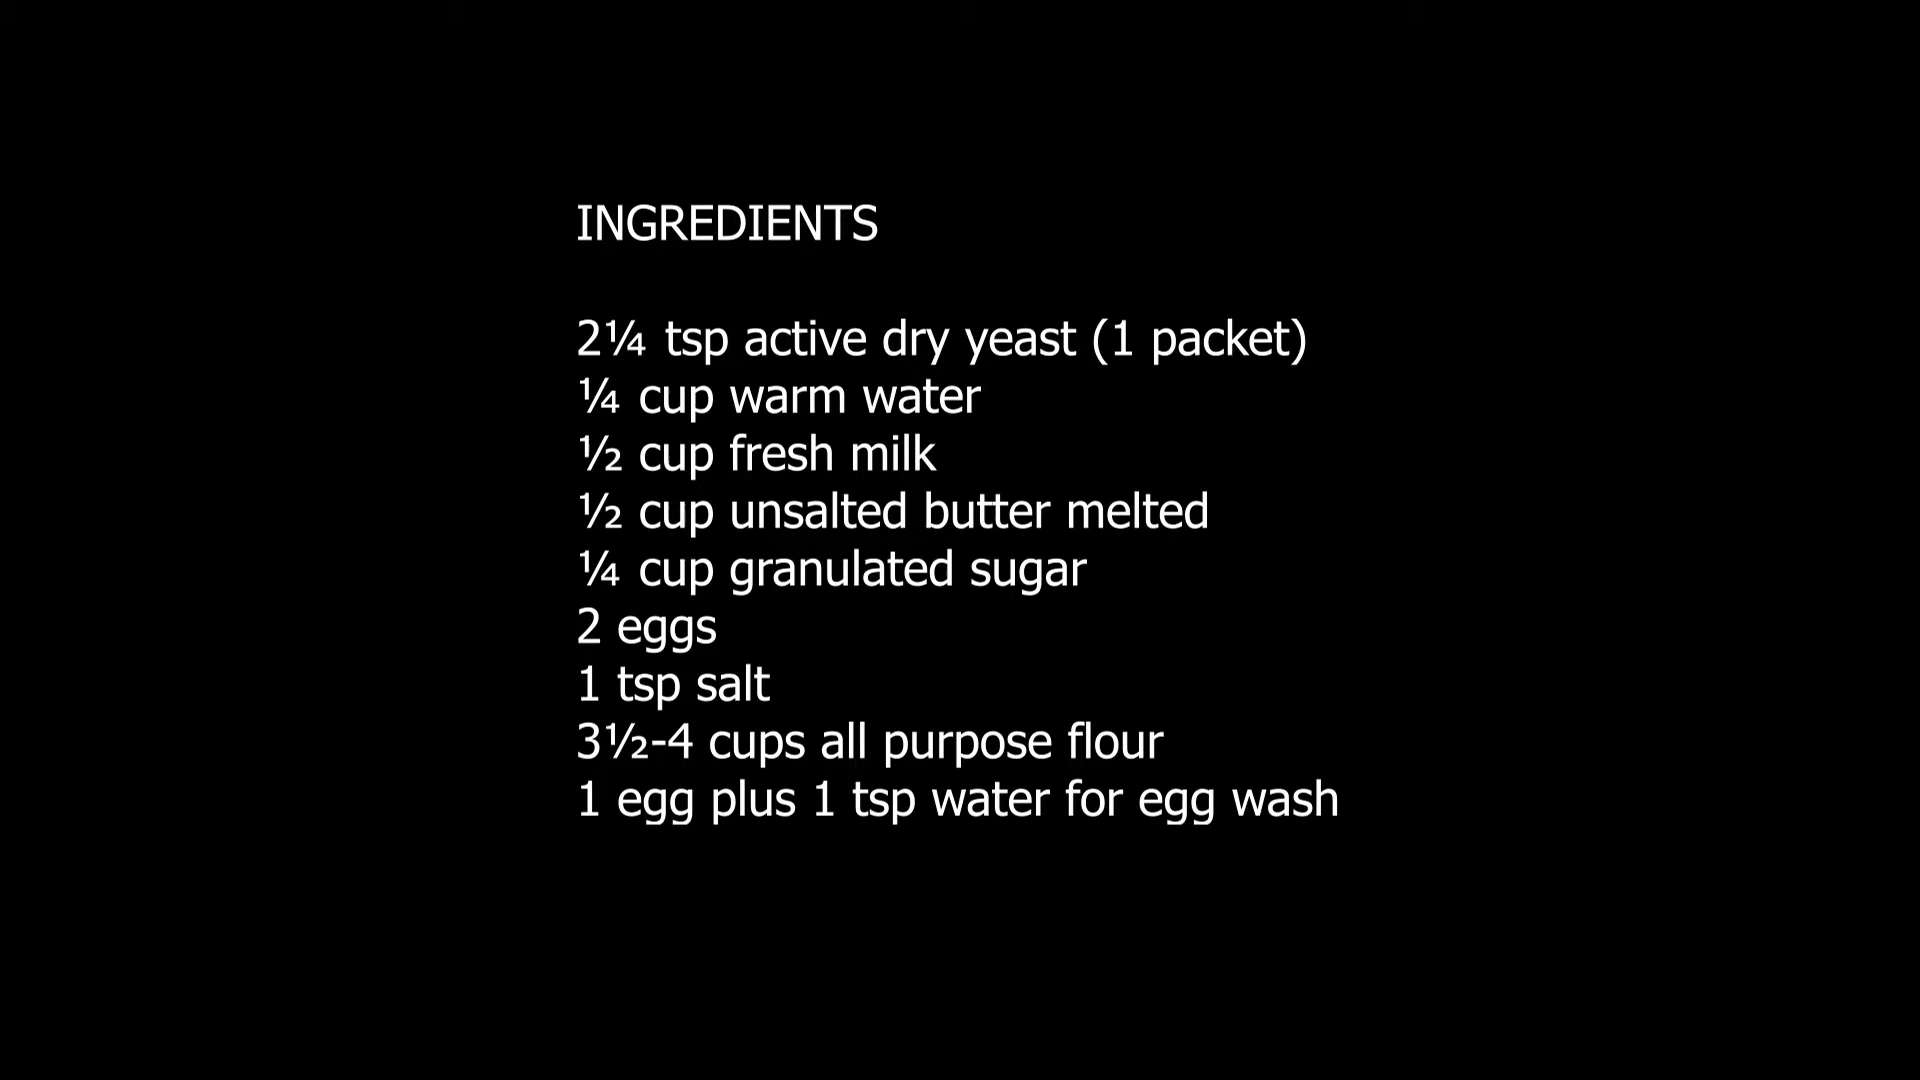 INGREDIENTS
2¼ tsp active dry yeast (1 packet)
¼ cup warm water
½ cup fresh milk
½ cup unsalted butter melted
¼ cup granulated sugar
2 eggs
1 tsp salt
3½-4 cups all purpose flour
1 egg plus 1 tsp water for egg wash